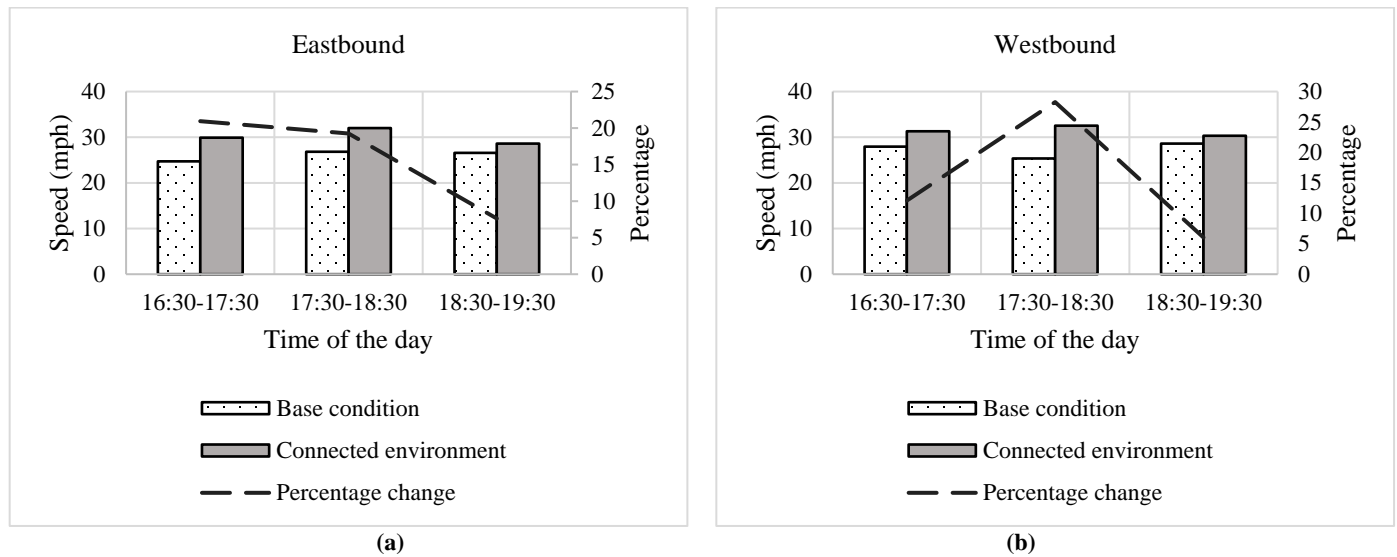 Eastbound
40
30
20
10
0
Speed (mph)
25
20
15
10
5
0
Percentage
16:30-17:30 17:30-18:30 18:30-19:30
Time of the day
Base condition
Connected environment
Percentage change
(a)
Westbound
40
30
20
10
0
Speed (mph)
30
25
20
15
10
5
0
Percentage
16:30-17:30 17:30-18:30 18:30-19:30
Time of the day
Base condition
Connected environment
Percentage change
(b)